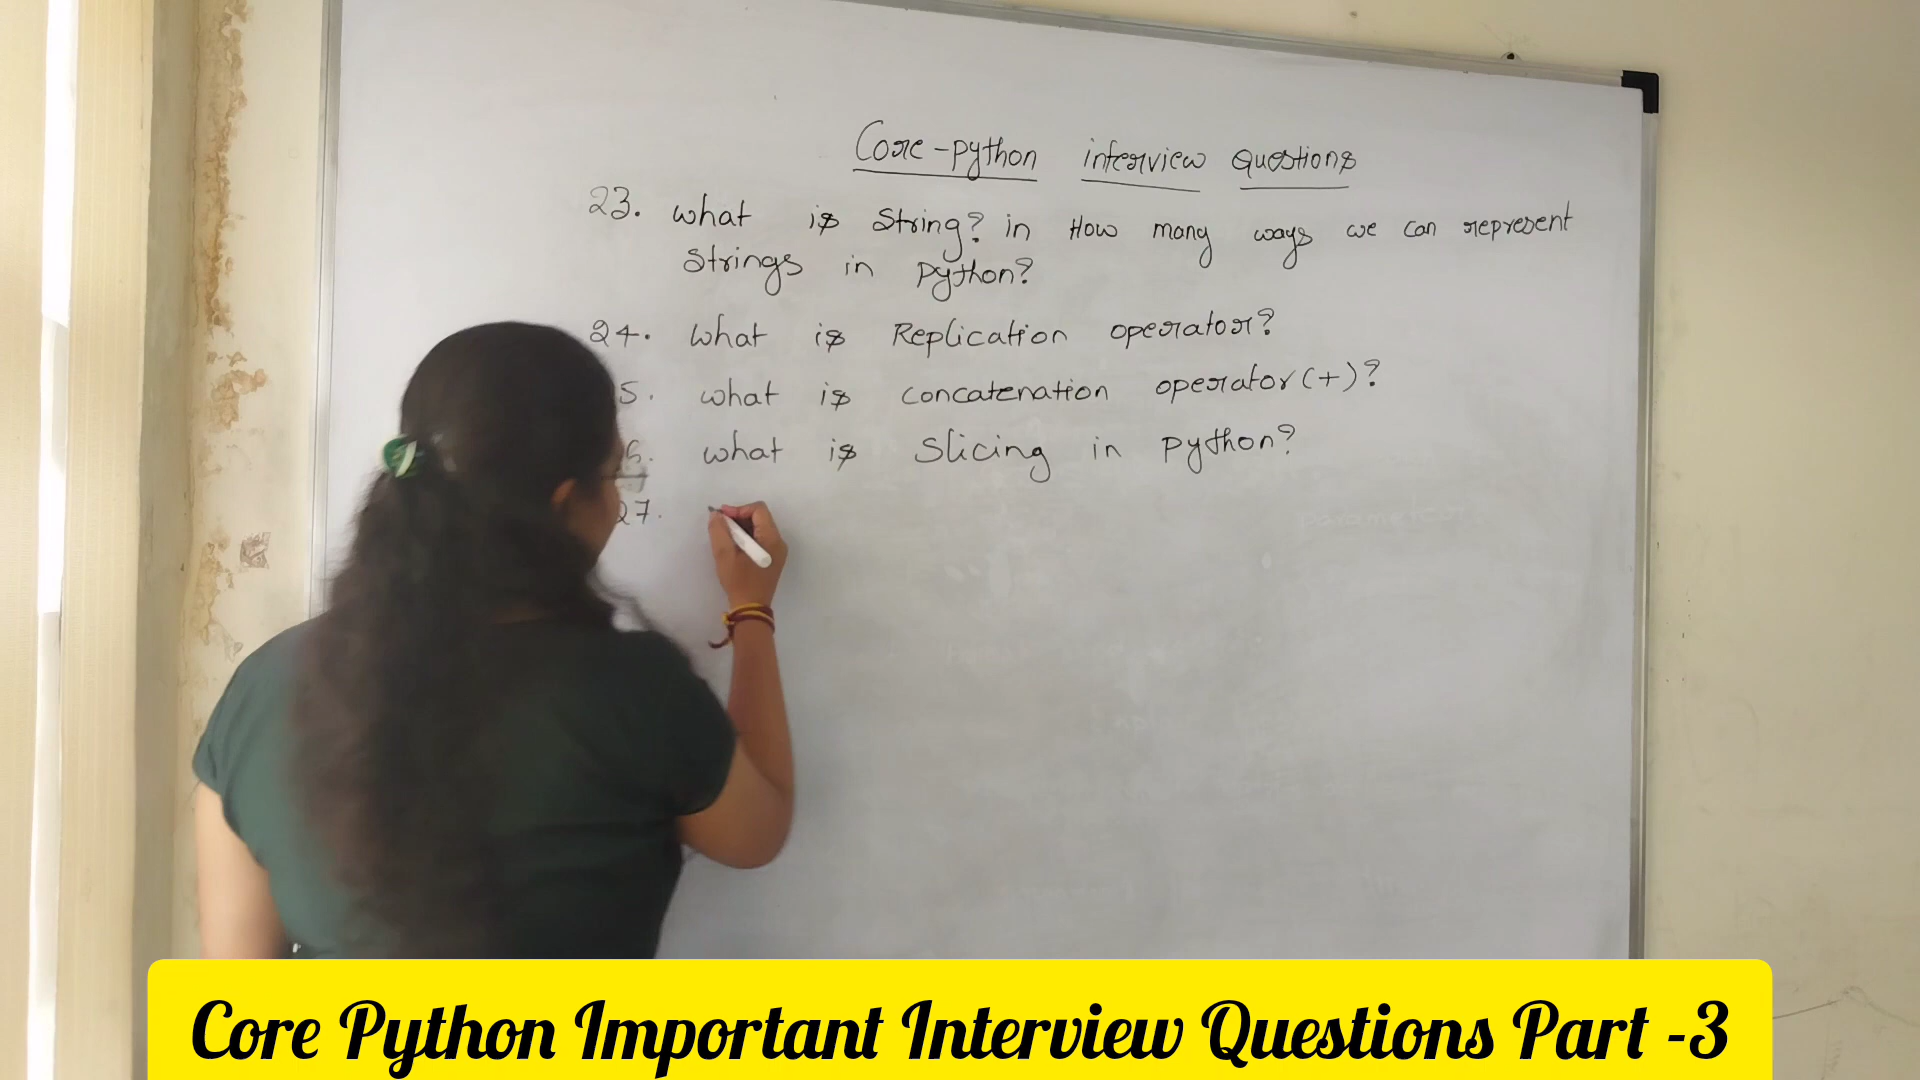 Core-python interview Questions
23. what is string? in How many ways we can represent
strings in python?
24. what is Replication operator?
5. what is concatenation operator(+)?
6. what is slicing in python?
27.
Core Python Important Interview Questions Part -3